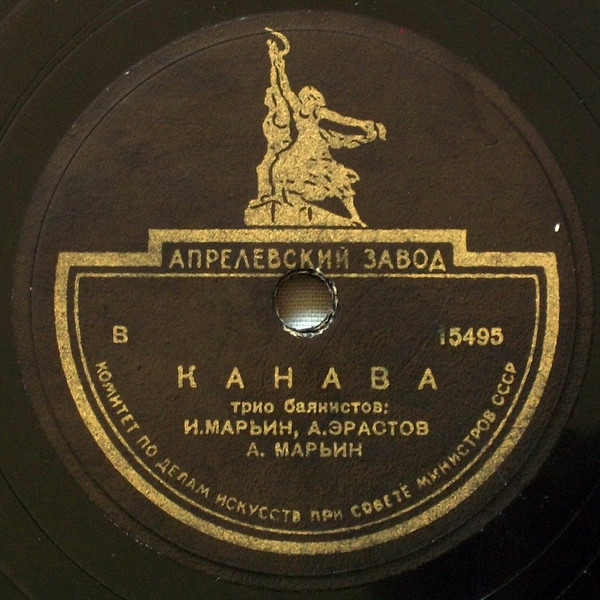 АПРЕЛЕВСКИЙ ЗАВОД
В 15495
КАНАВА
трио баянистов:
И.МАРЬИН, А.ЭРАСТОВ
А. МАРЬИН
КОМИТЕТ ПО ДЕЛАМ ИСКУССТВ ПРИ СОВЕТЕ МИНИСТРОВ СССР